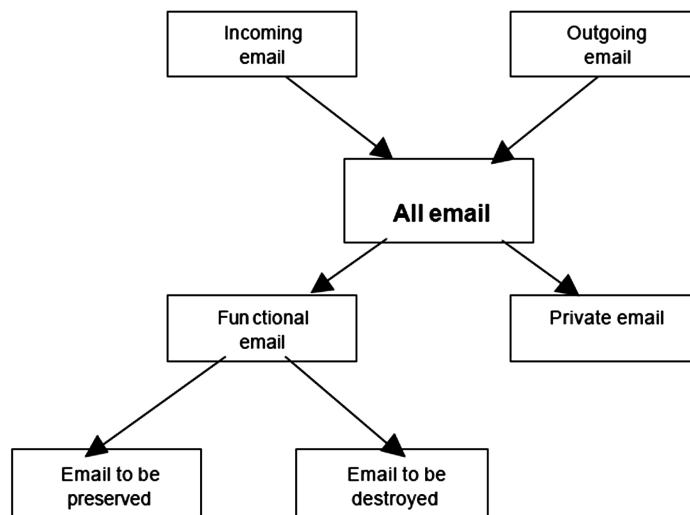 Incoming
email
Outgoing
email
All email
Functional
email
Private email
Email to be
preserved
Email to be
destroyed